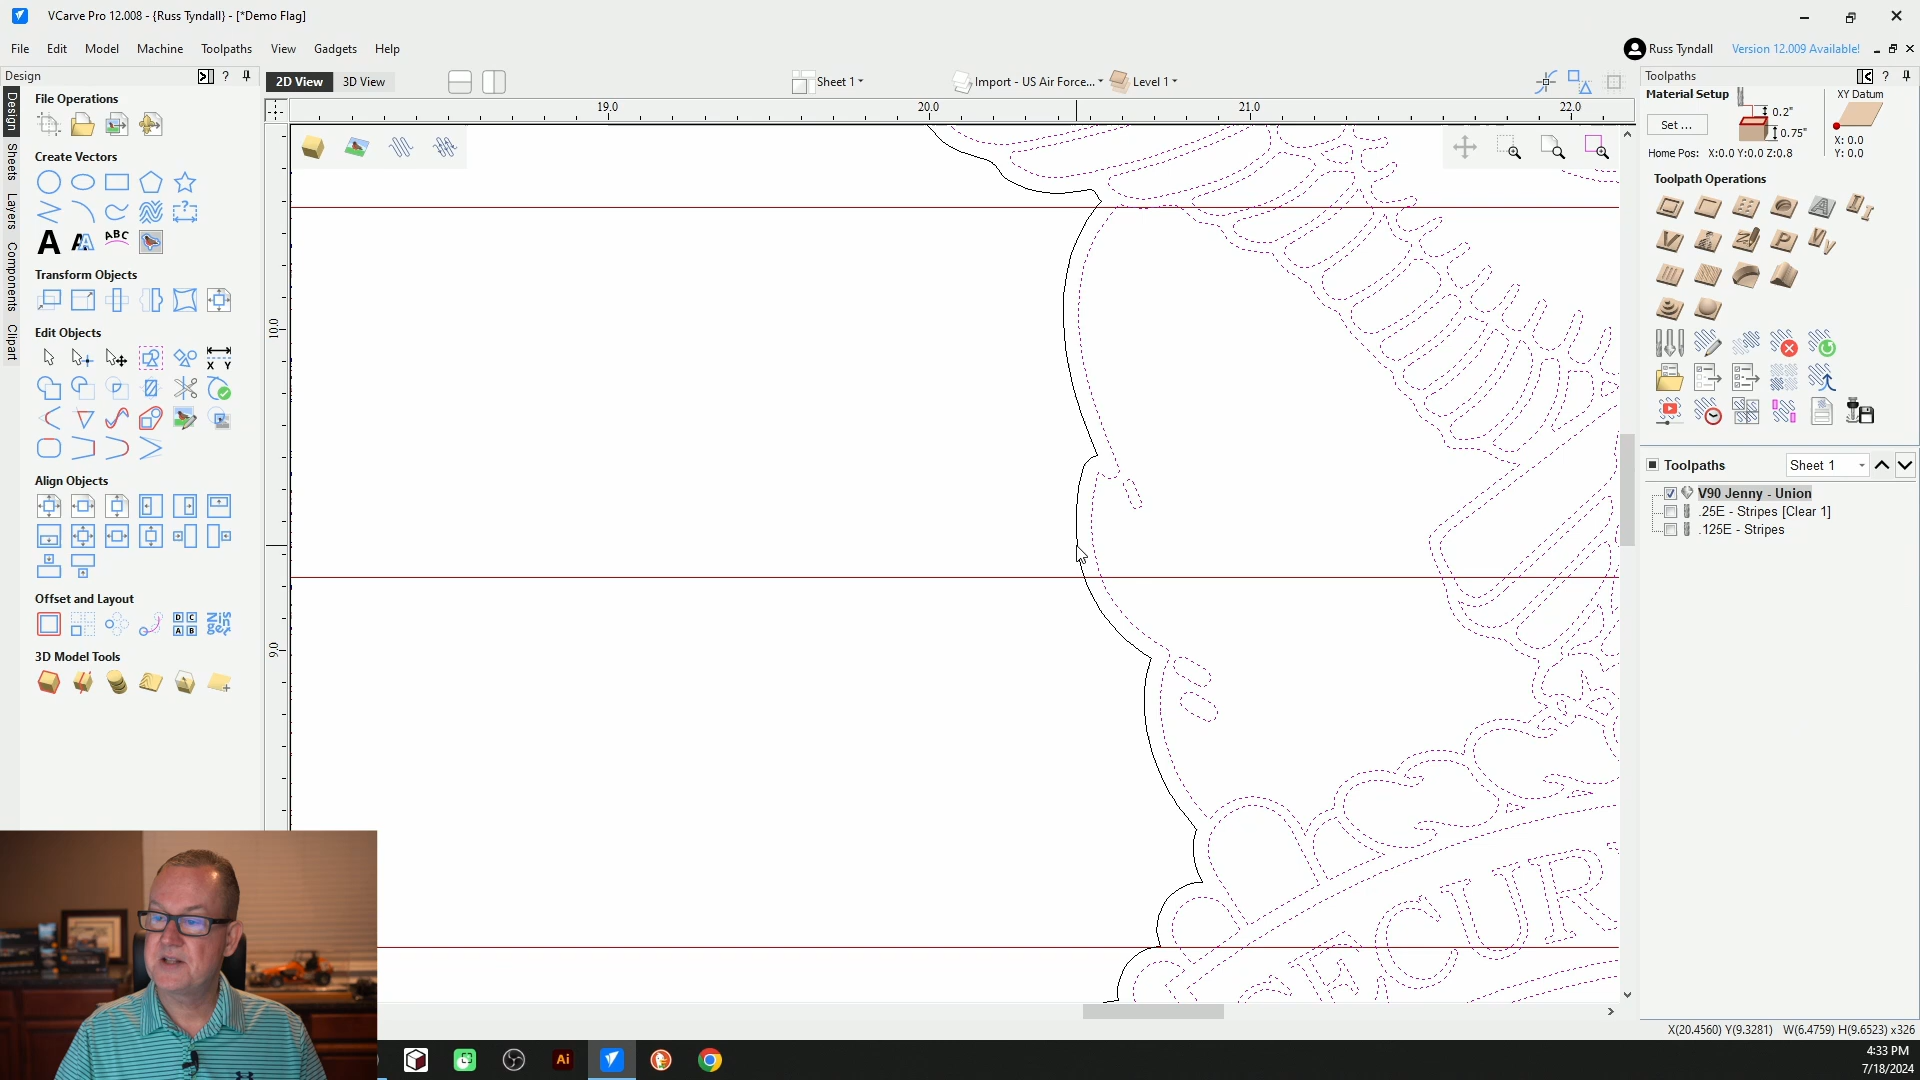 VCarve Pro 12.008 - {Russ Tyndall} - [*Demo Flag]
File Edit Model Machine Toolpaths View Gadgets Help
Russ Tyndall Version 12.009 Available!
Design ?
2D View 3D View
Sheet 1
Import - US Air Force...
Level 1
Toolpaths ?
Design
Sheets
Layers
Components
Clipart
File Operations
Create Vectors
A A ABC
Transform Objects
Edit Objects
X Y
Align Objects
Offset and Layout
D C
A B
3D Model Tools
19.0 20.0 21.0 22.0
10.0
9.0
ECUR
Material Setup
Set ...
0.2"
0.75"
XY Datum
X: 0.0
Y: 0.0
Home Pos: X:0.0 Y:0.0 Z:0.8
Toolpath Operations
Toolpaths Sheet 1
V90 Jenny - Union
.25E - Stripes [Clear 1]
.125E - Stripes
X(20.4560) Y(9.3281) W(6.4759) H(9.6523) x326
Ai
4:33 PM
7/18/2024